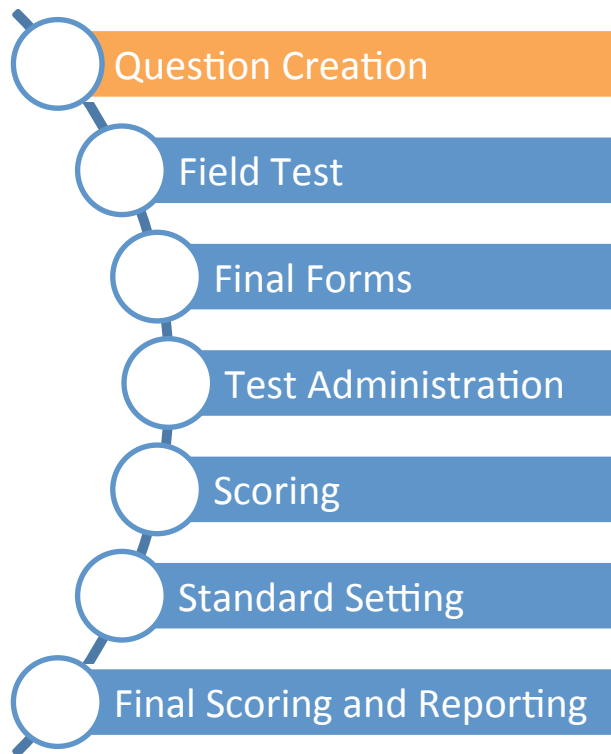 Question Creation
Field Test
Final Forms
Test Administration
Scoring
Standard Setting
Final Scoring and Reporting